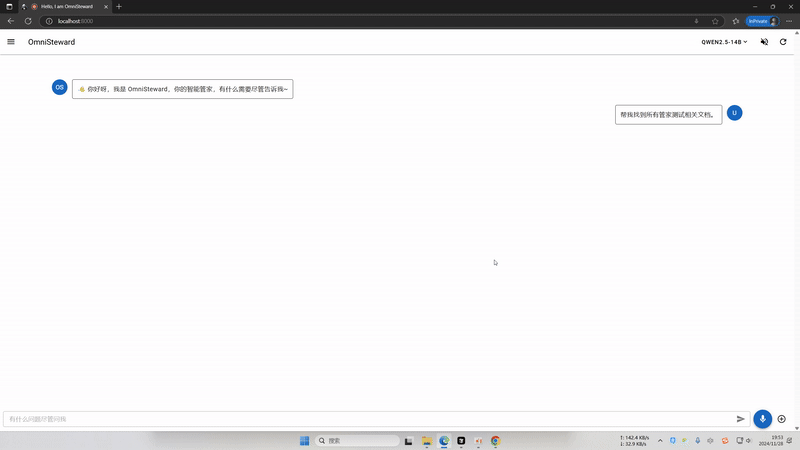 Hello, I am OmniSteward
localhost:8000
InPrivate
OmniSteward
QWEN2.5-14B
OS
👋 你好呀，我是 OmniSteward，你的智能管家，有什么需要尽管告诉我~
帮我找到所有管家测试相关文档。
U
有什么问题尽管问我
搜索
↑: 142.4 KB/s
↓: 32.9 KB/s
19:53
2024/11/28